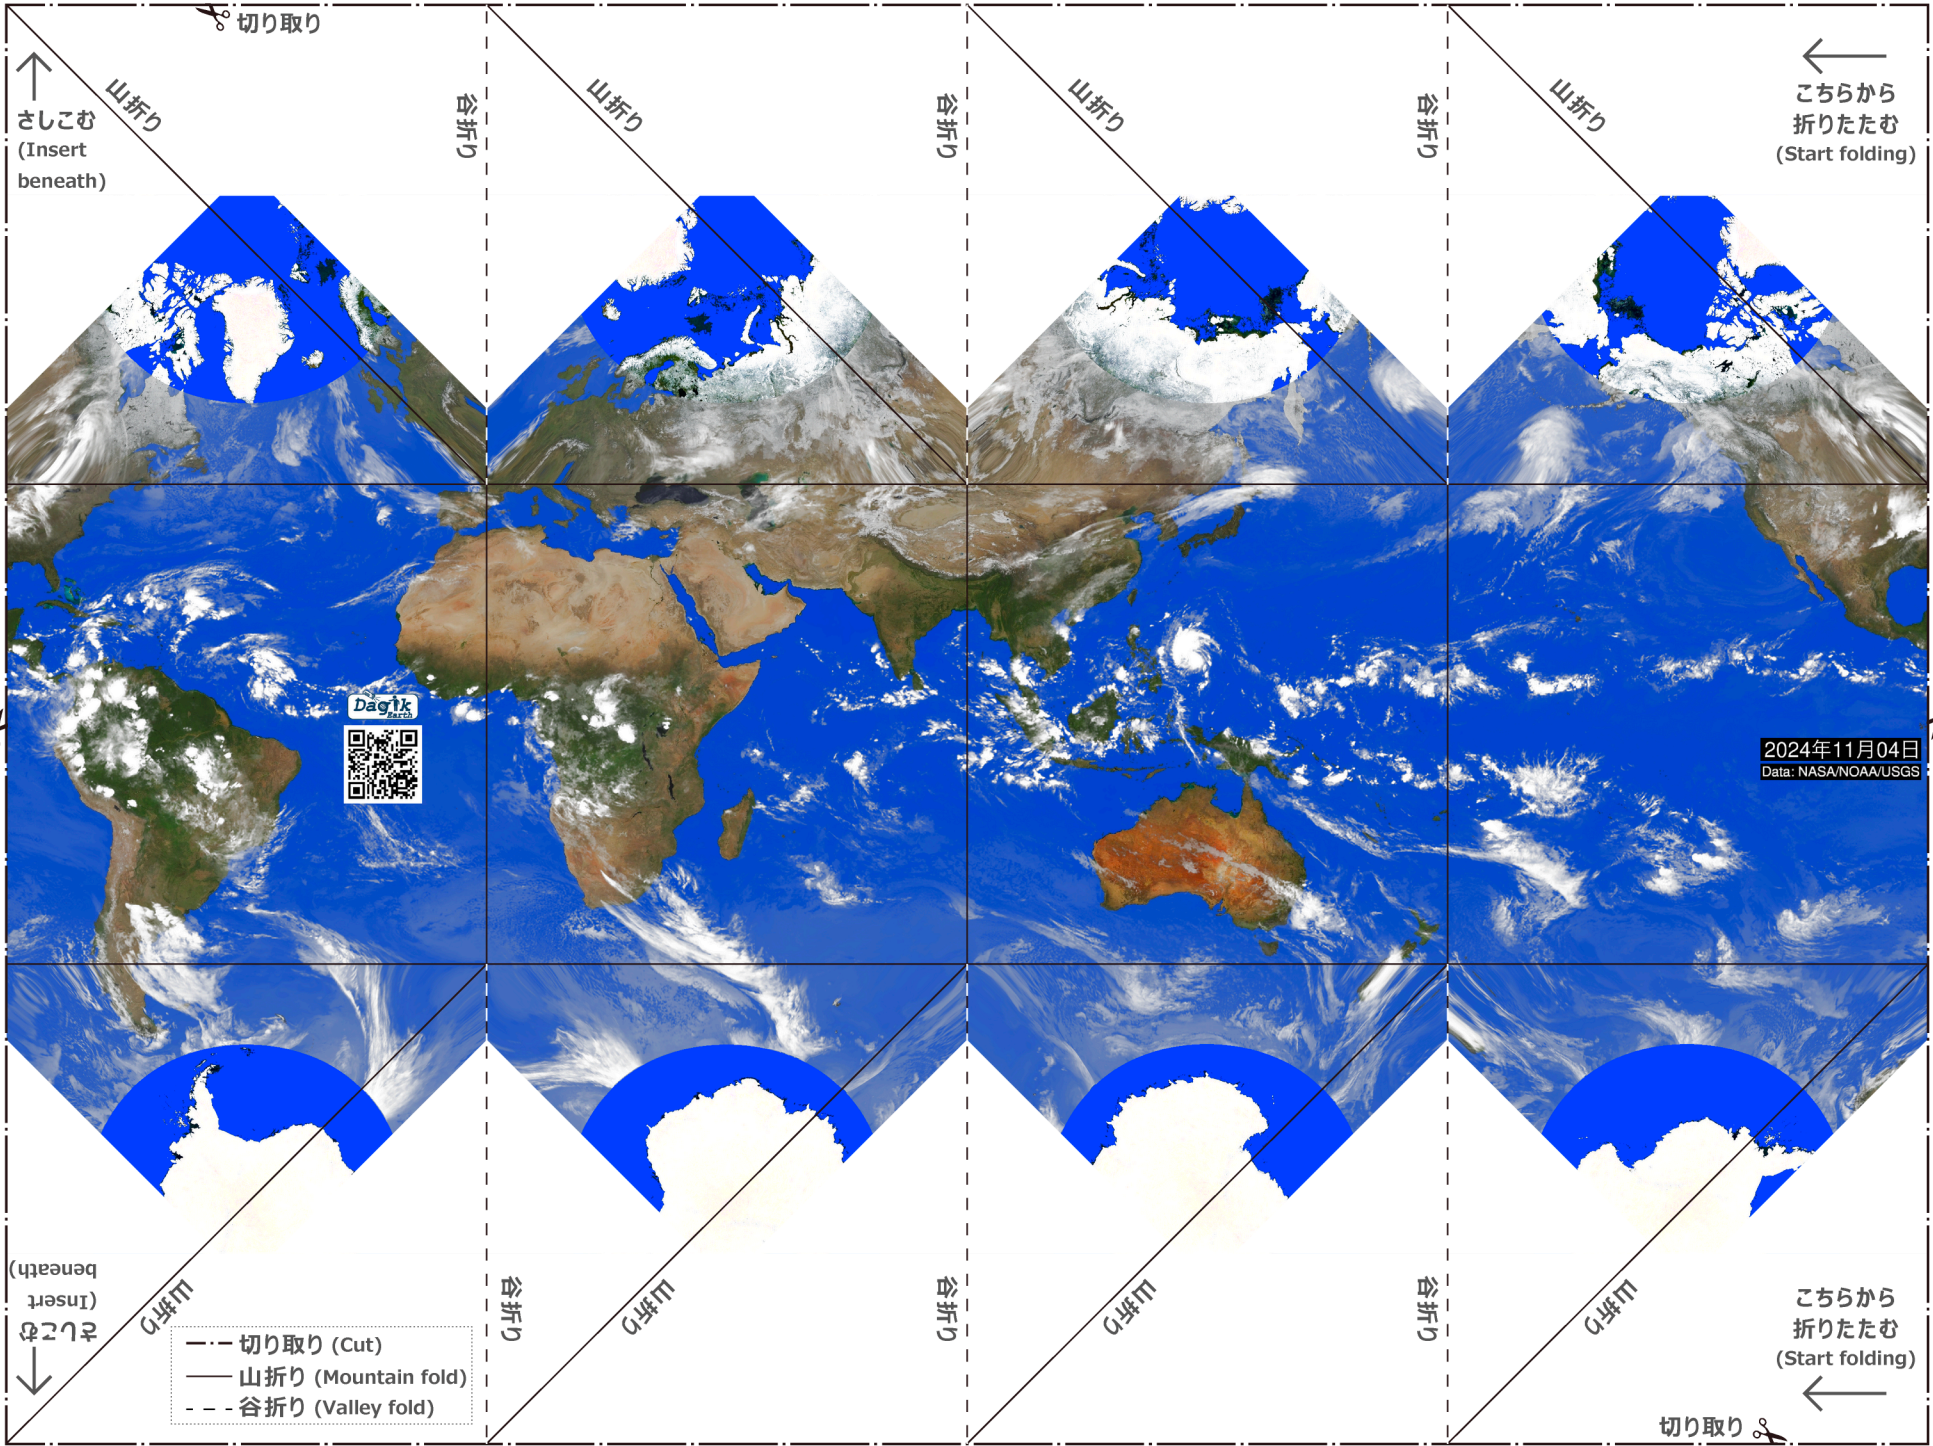 切り取り
さしこむ
(Insert
beneath)
山折り
谷折り
山折り
谷折り
山折り
谷折り
山折り
こちらから
折りたたむ
(Start folding)
Dagik
Earth
2024年11月04日
Data: NASA/NOAA/USGS
さしこむ
(Insert
beneath)
山折り
谷折り
山折り
谷折り
山折り
谷折り
山折り
こちらから
折りたたむ
(Start folding)
切り取り (Cut)
山折り (Mountain fold)
谷折り (Valley fold)
切り取り